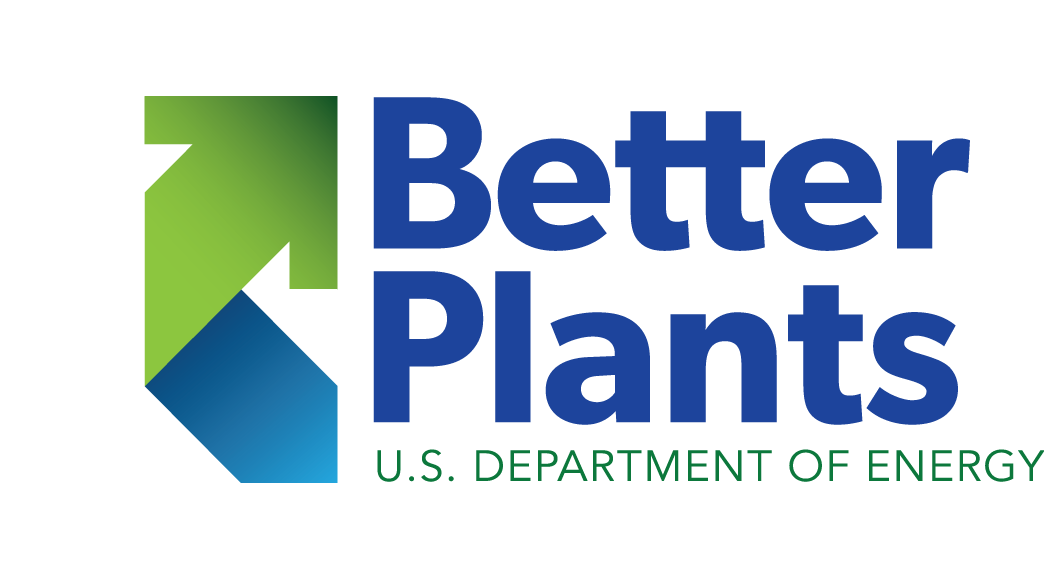 Better
Plants
U.S. DEPARTMENT OF ENERGY